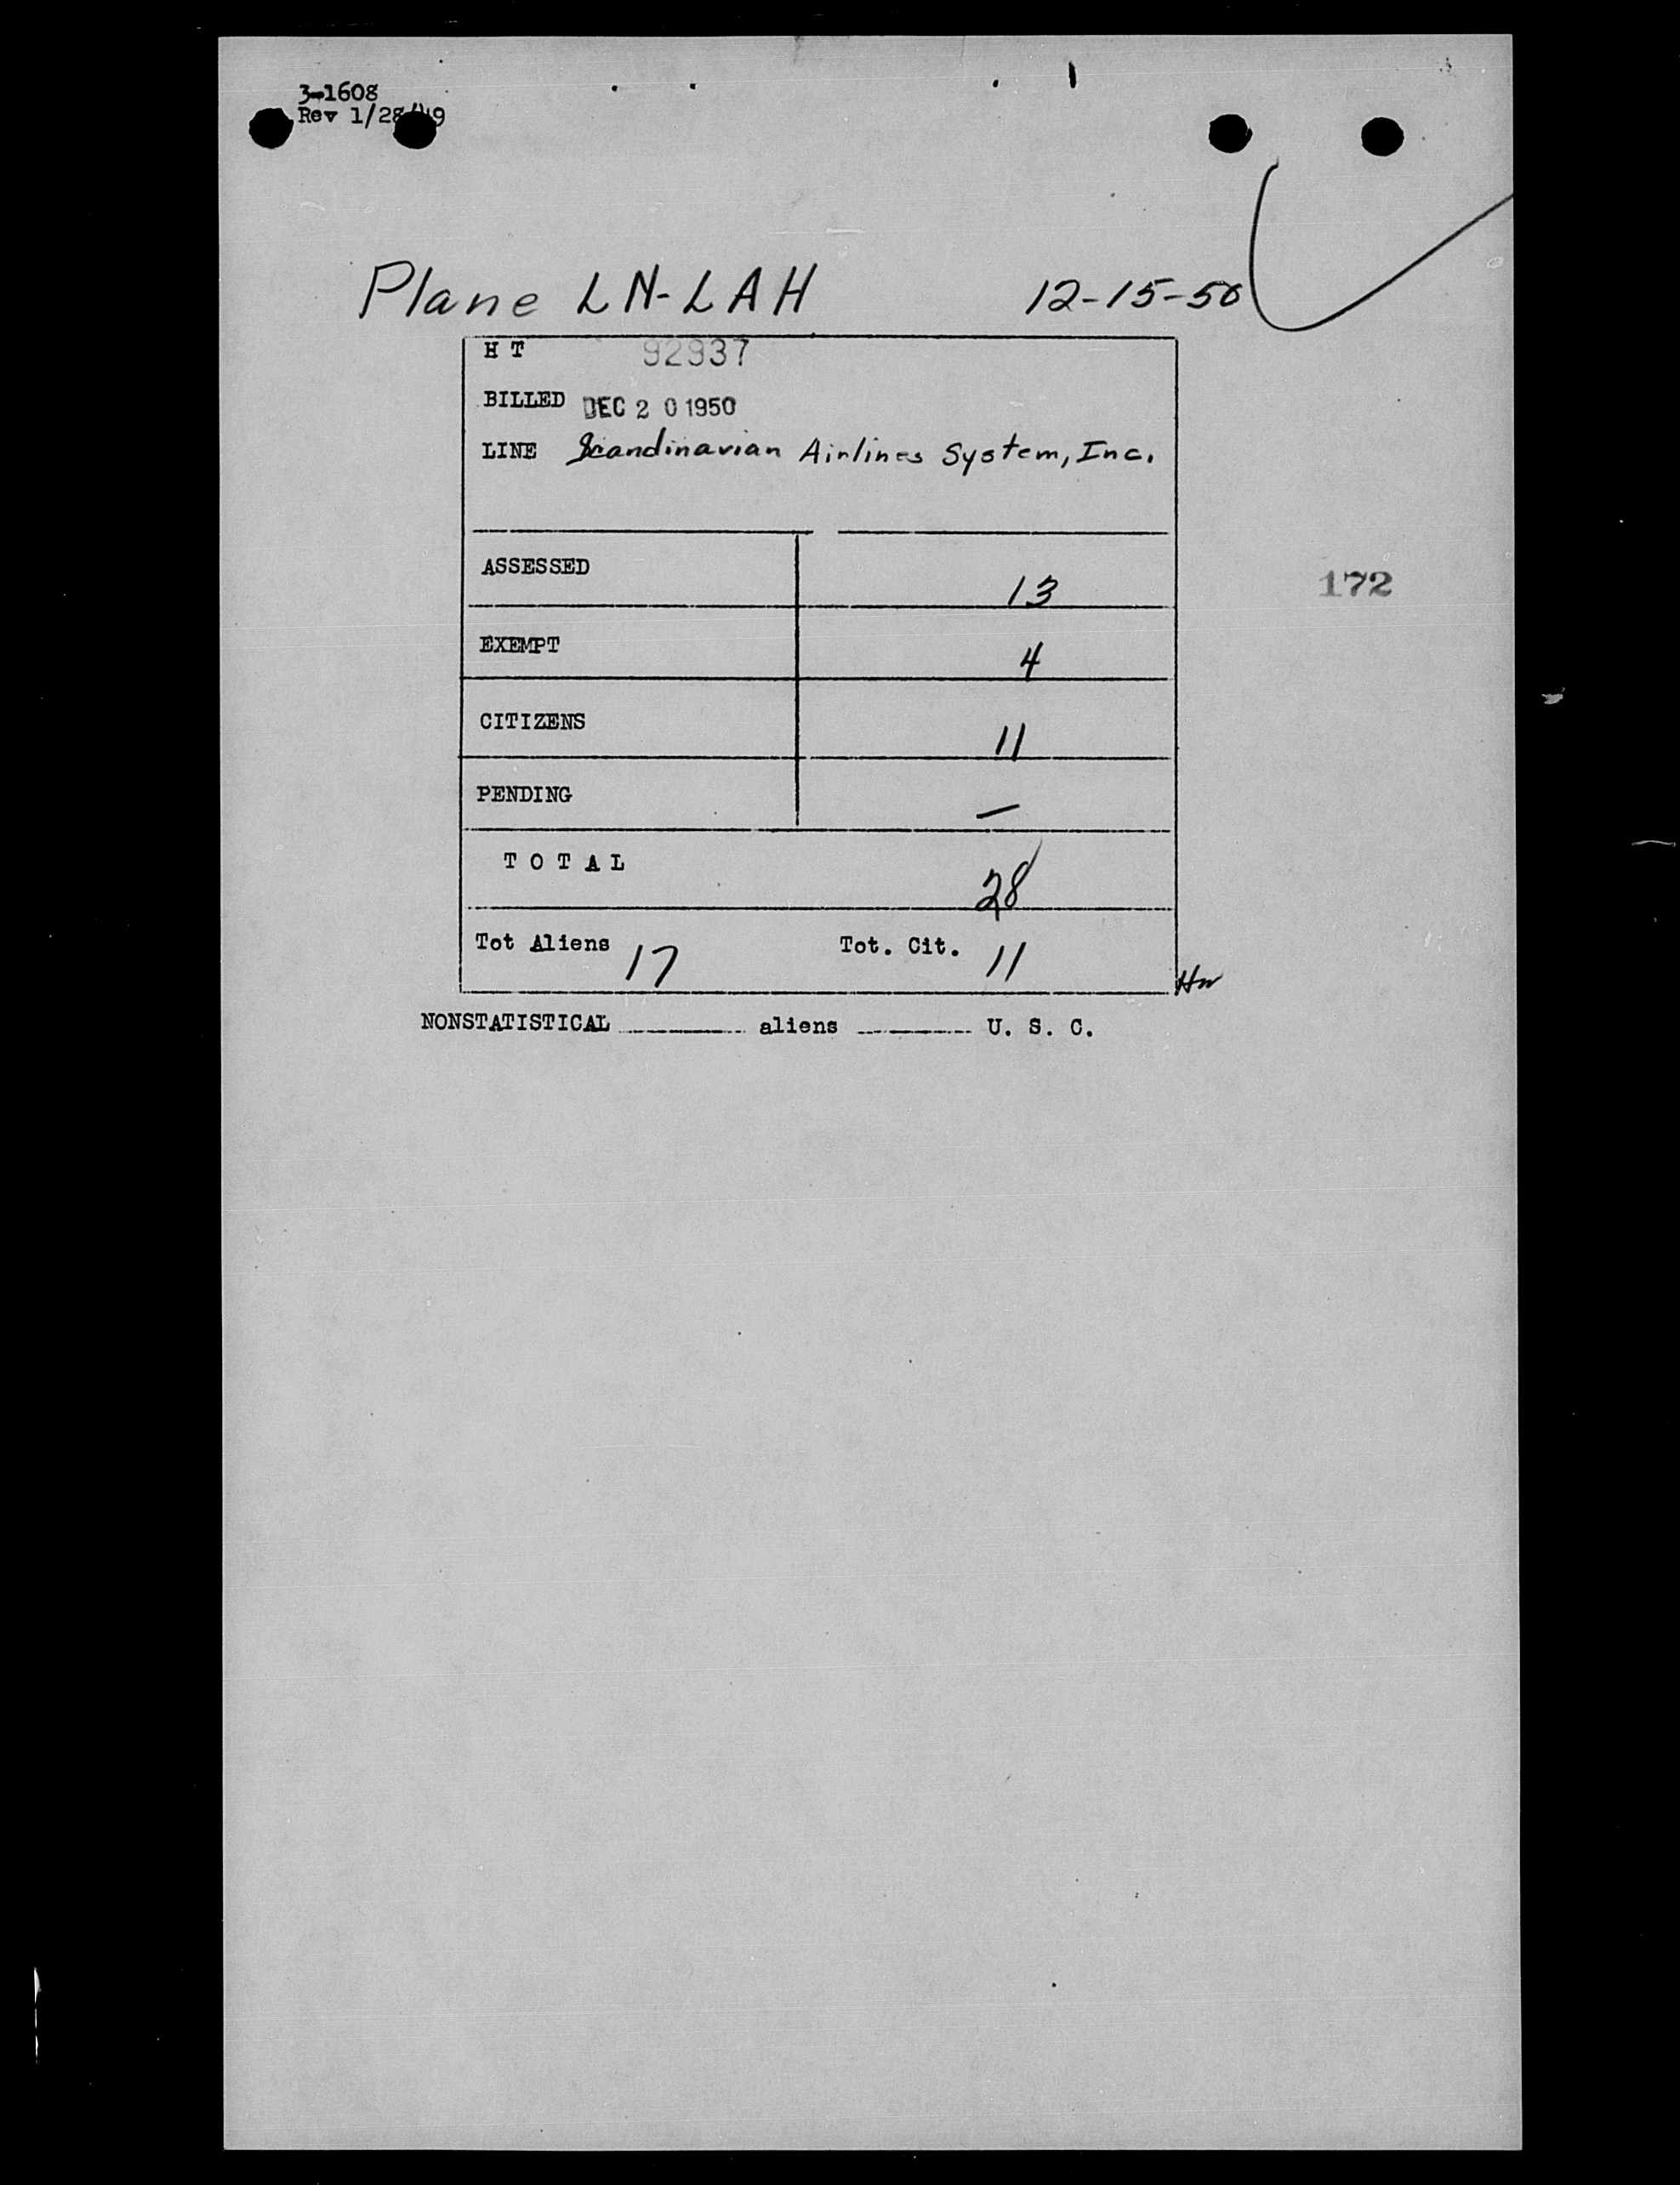 3-1608
Rev 1/28/49
Plane LN-LAH 12-15-50
H T 92937
BILLED DEC 20 1950
LINE Scandinavian Airlines System, Inc.
ASSESSED 13
172
EXEMPT 4
CITIZENS 11
PENDING —
TOTAL 28
Tot Aliens 17 Tot. Cit. 11
NONSTATISTICAL aliens U. S. C.